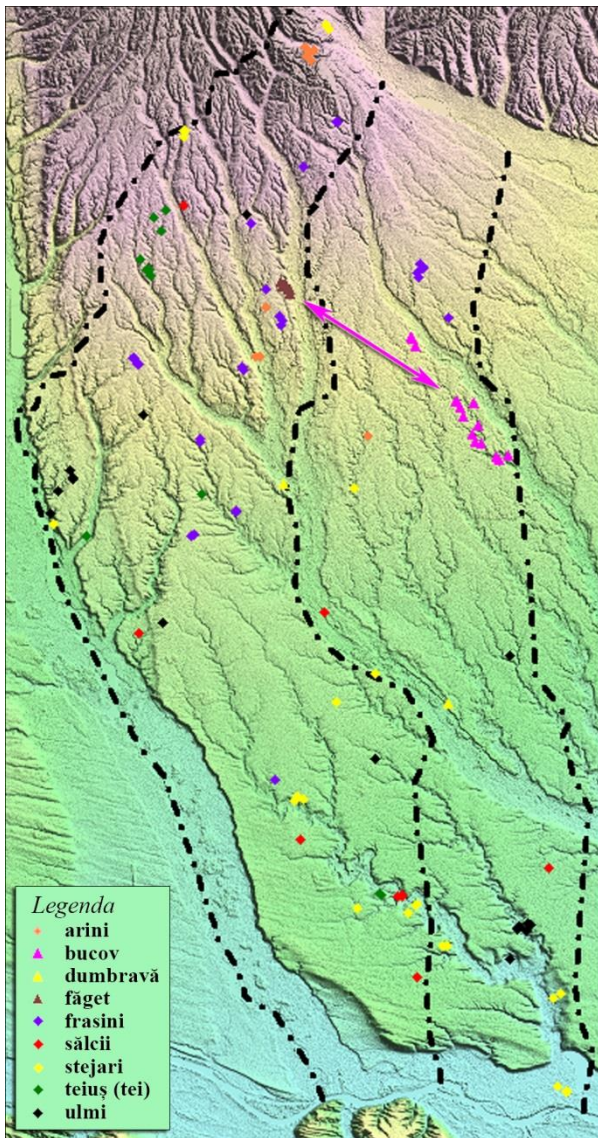 Legenda
arini
bucov
dumbravă
făget
frasini
sălcii
stejari
teiuș (tei)
ulmi